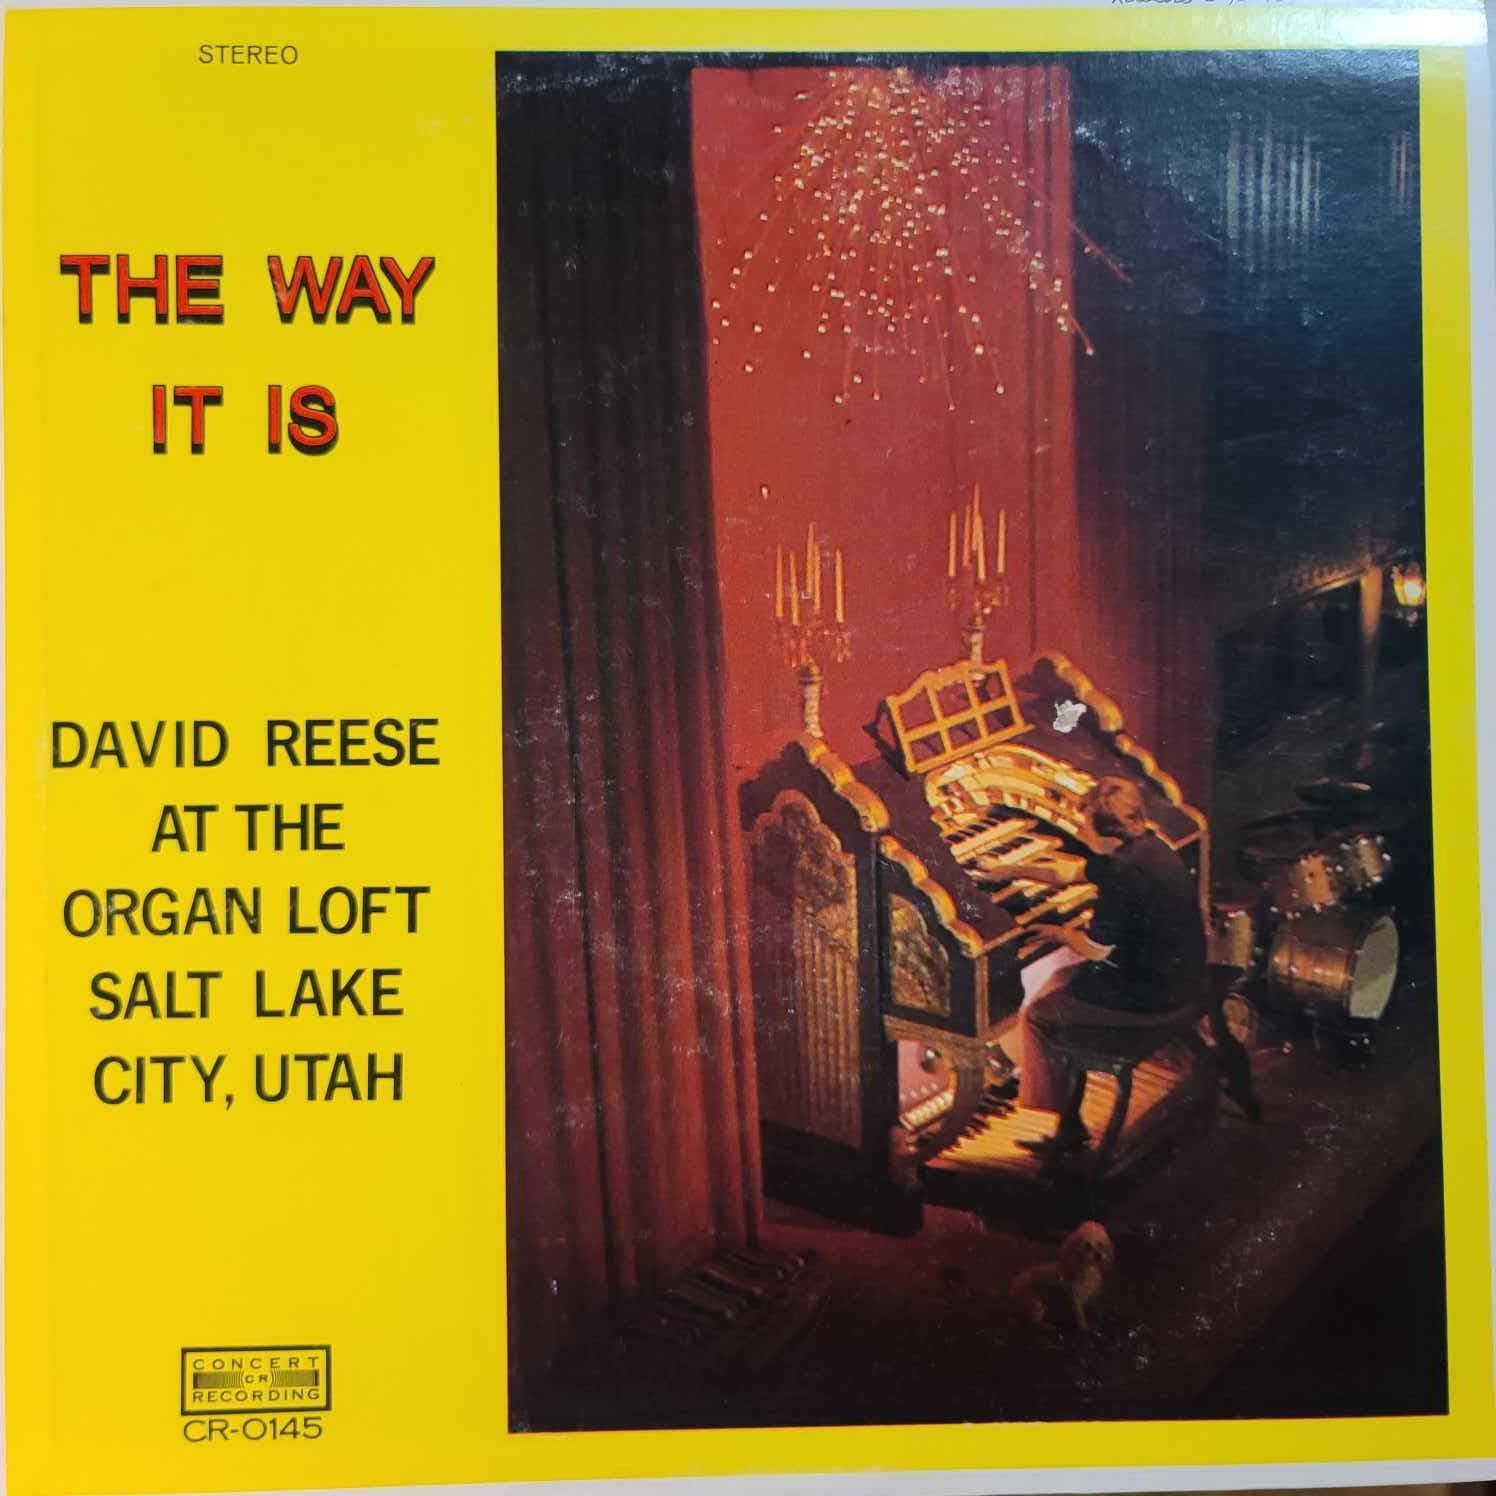 STEREO
THE WAY
IT IS
DAVID REESE
AT THE
ORGAN LOFT
SALT LAKE
CITY, UTAH
CONCERT
CR
RECORDING
CR-0145